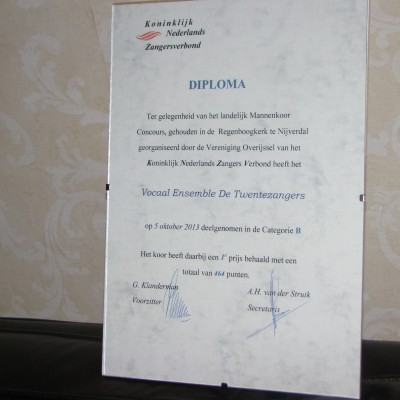 Koninklijk
Nederlands
Zangersverbond
DIPLOMA
Ter gelegenheid van het landelijk Mannenkoor
Concours, gehouden in de Regenboogkerk te Nijverdal
georganiseerd door de Vereniging Overijssel van het
Koninklijk Nederlands Zangers Verbond heeft het
Vocaal Ensemble De Twentezangers
op 5 oktober 2013 deelgenomen in de Categorie B
Het koor heeft daarbij een 1e prijs behaald met een
totaal van 464 punten.
G. Klanderman A.H. van der Struik
Voorzitter Secretaris